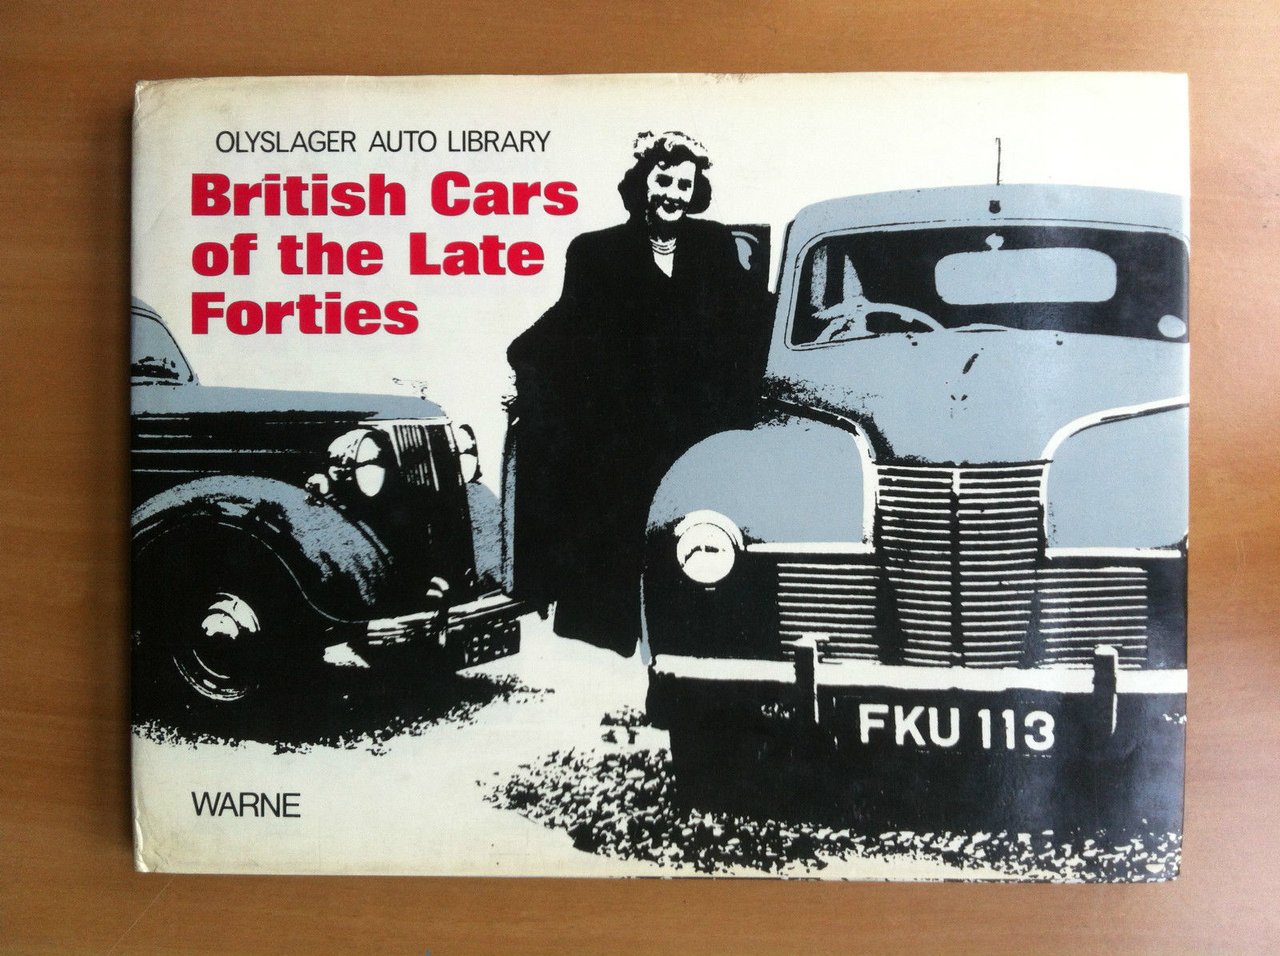 OLYSLAGER AUTO LIBRARY
British Cars
of the Late
Forties
FKU 113
WARNE